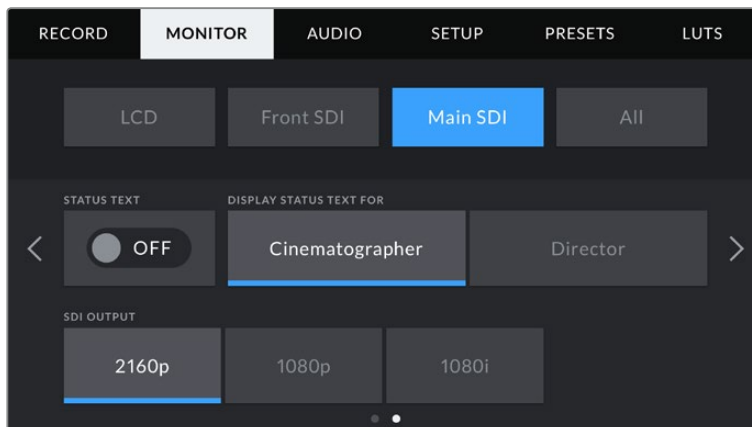 RECORD MONITOR AUDIO SETUP PRESETS LUTS
LCD Front SDI Main SDI All
STATUS TEXT DISPLAY STATUS TEXT FOR
OFF Cinematographer Director
SDI OUTPUT
2160p 1080p 1080i